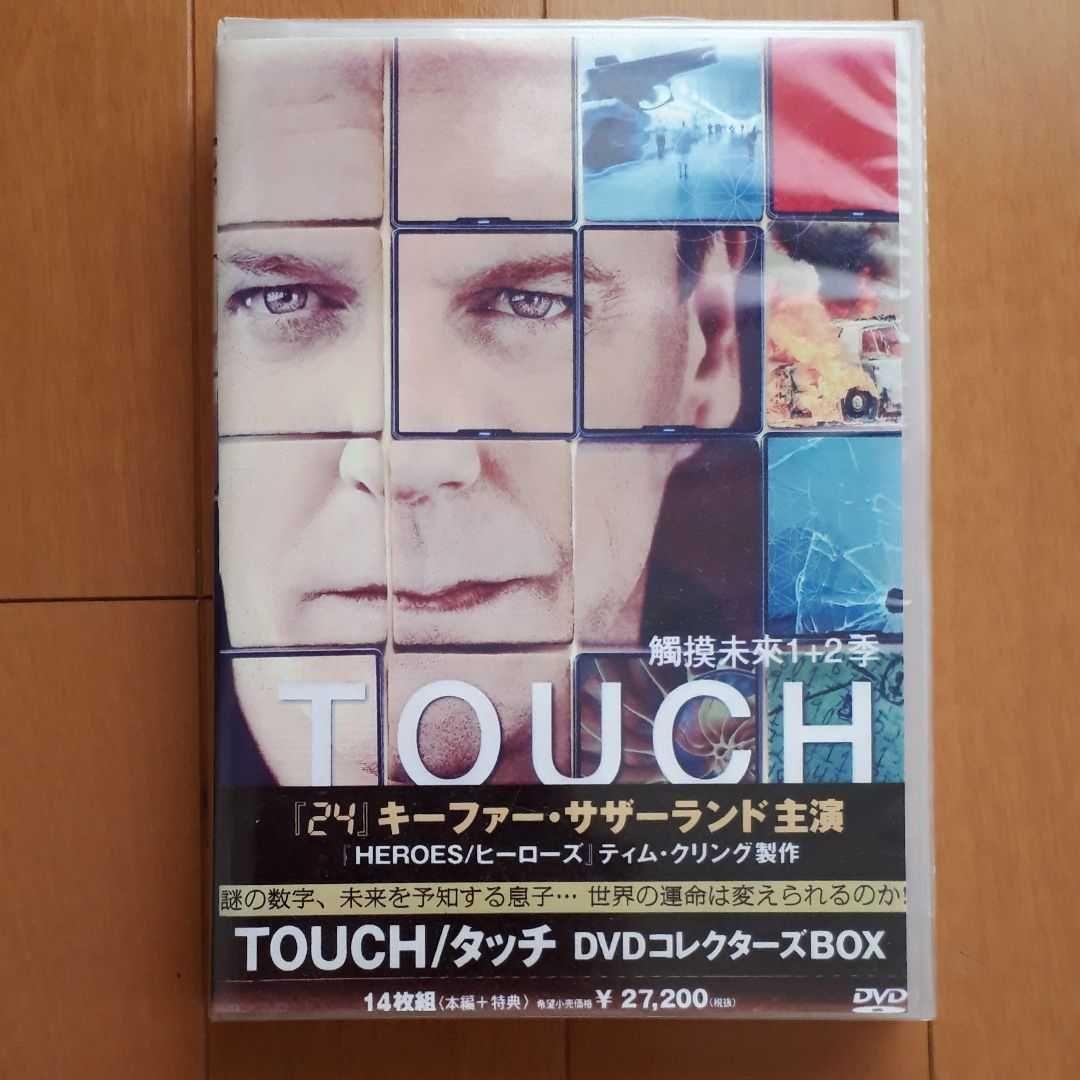 觸摸未來1+2季
TOUCH
『24』キーファー・サザーランド主演
『HEROES/ヒーローズ』ティム・クリング製作
謎の数字、未来を予知する息子… 世界の運命は変えられるのか!
TOUCH/タッチ DVDコレクターズBOX
14枚組〈本編+特典〉 希望小売価格 ¥ 27,200(税抜)
DVD